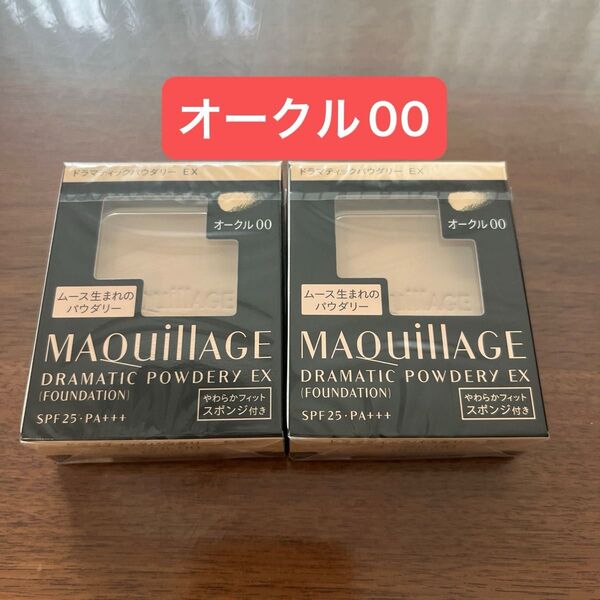 オークル00
ドラマティックパウダリー EX
オークル 00
ムース生まれの
パウダリー
MAQuillAGE
DRAMATIC POWDERY EX
(FOUNDATION)
やわらかフィット
スポンジ付き
SPF25・PA+++
ドラマティックパウダリー EX
オークル 00
ムース生まれの
パウダリー
MAQuillAGE
DRAMATIC POWDERY EX
(FOUNDATION)
やわらかフィット
スポンジ付き
SPF25・PA+++